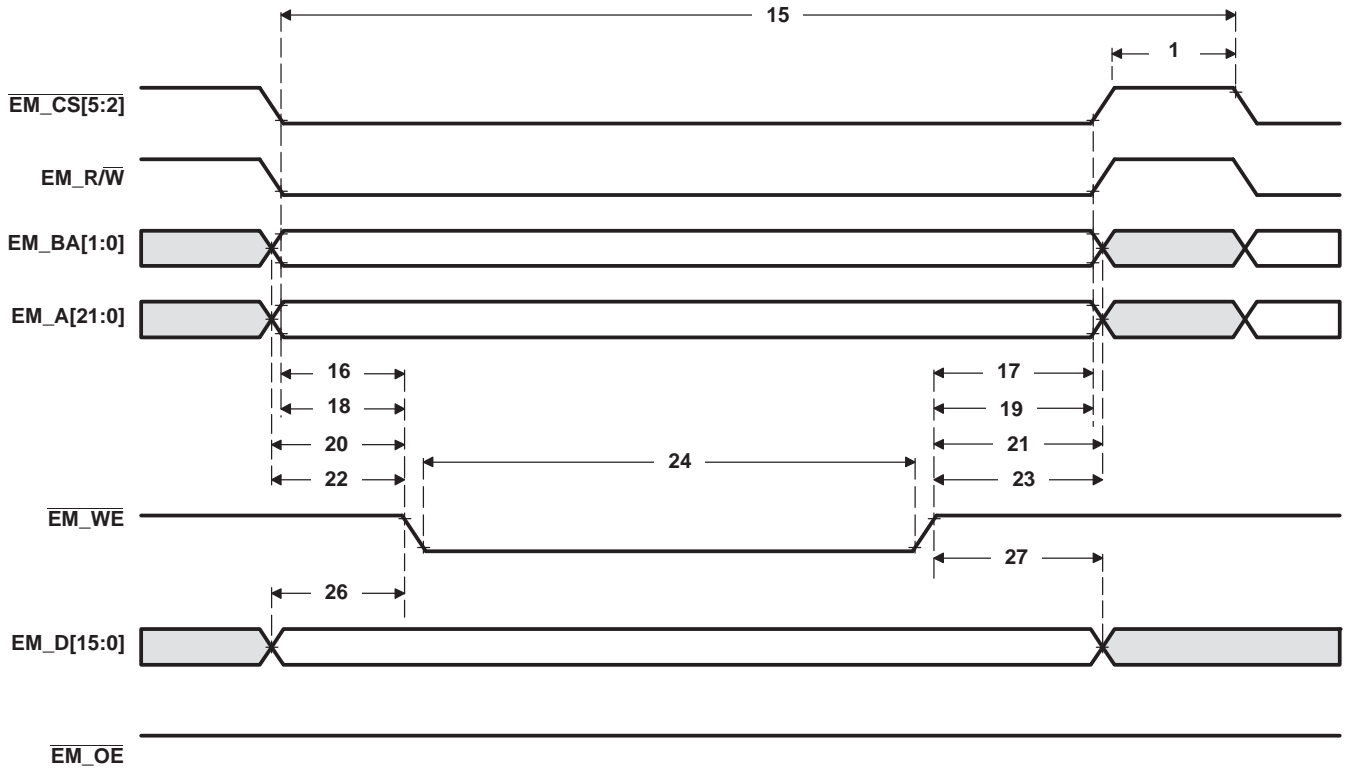 15
1
EM_CS[5:2]
EM_R/W
EM_BA[1:0]
EM_A[21:0]
16 17
18 19
20 21
22 24 23
EM_WE
27
26
EM_D[15:0]
EM_OE